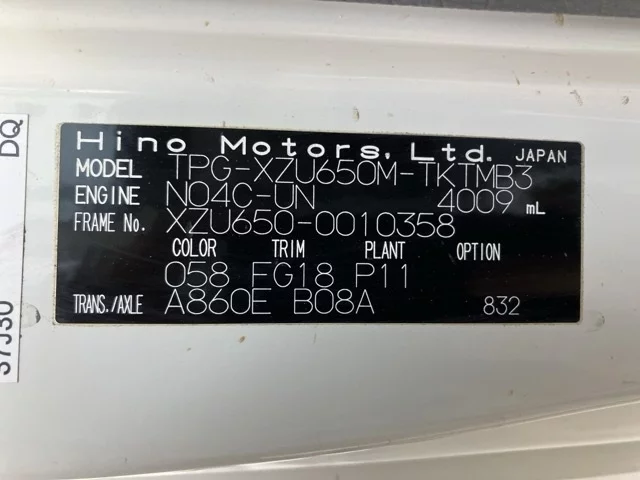 Hino Motors, Ltd. JAPAN
MODEL TPG-XZU650M-TKTMB3
ENGINE N04C-UN 4009 mL
FRAME No. XZU650-0010358
COLOR TRIM PLANT OPTION
058 FG18 P11
TRANS./AXLE A860E B08A 832
DQ